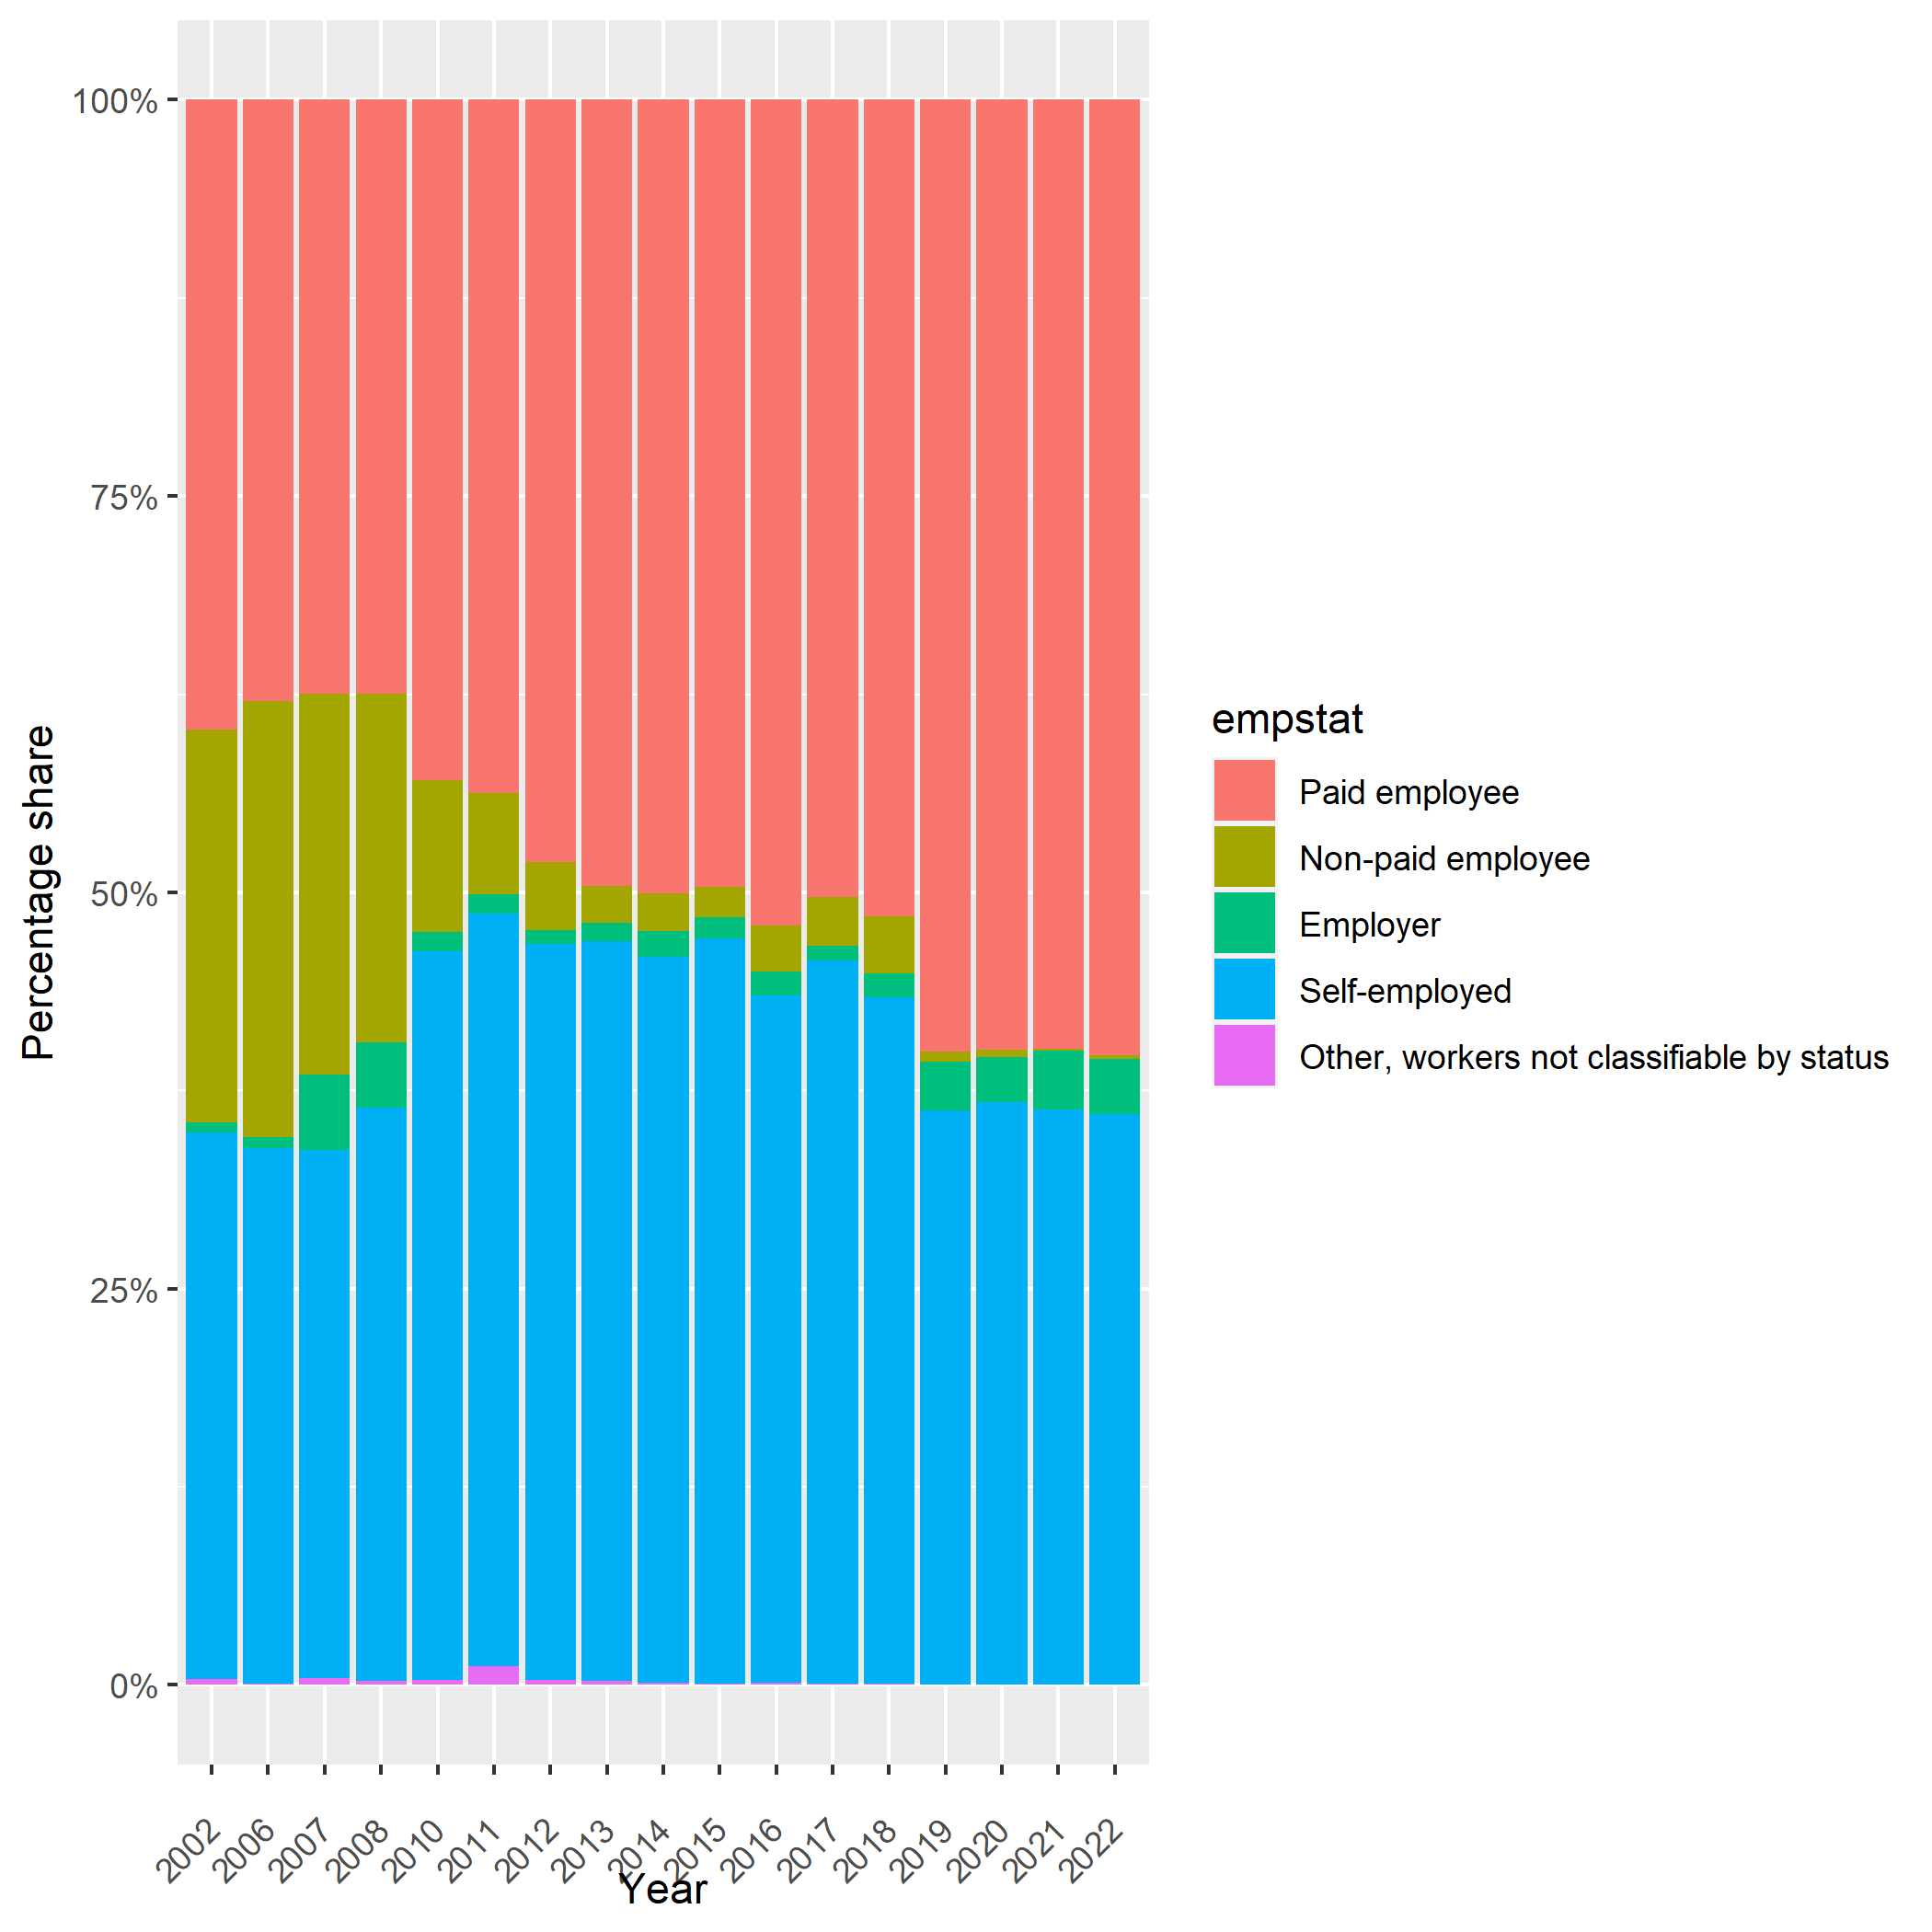 100%
75%
50%
25%
0%
Percentage share
2002
2006
2007
2008
2010
2011
2012
2013
2014
2015
2016
2017
2018
2019
2020
2021
2022
Year
empstat
Paid employee
Non-paid employee
Employer
Self-employed
Other, workers not classifiable by status